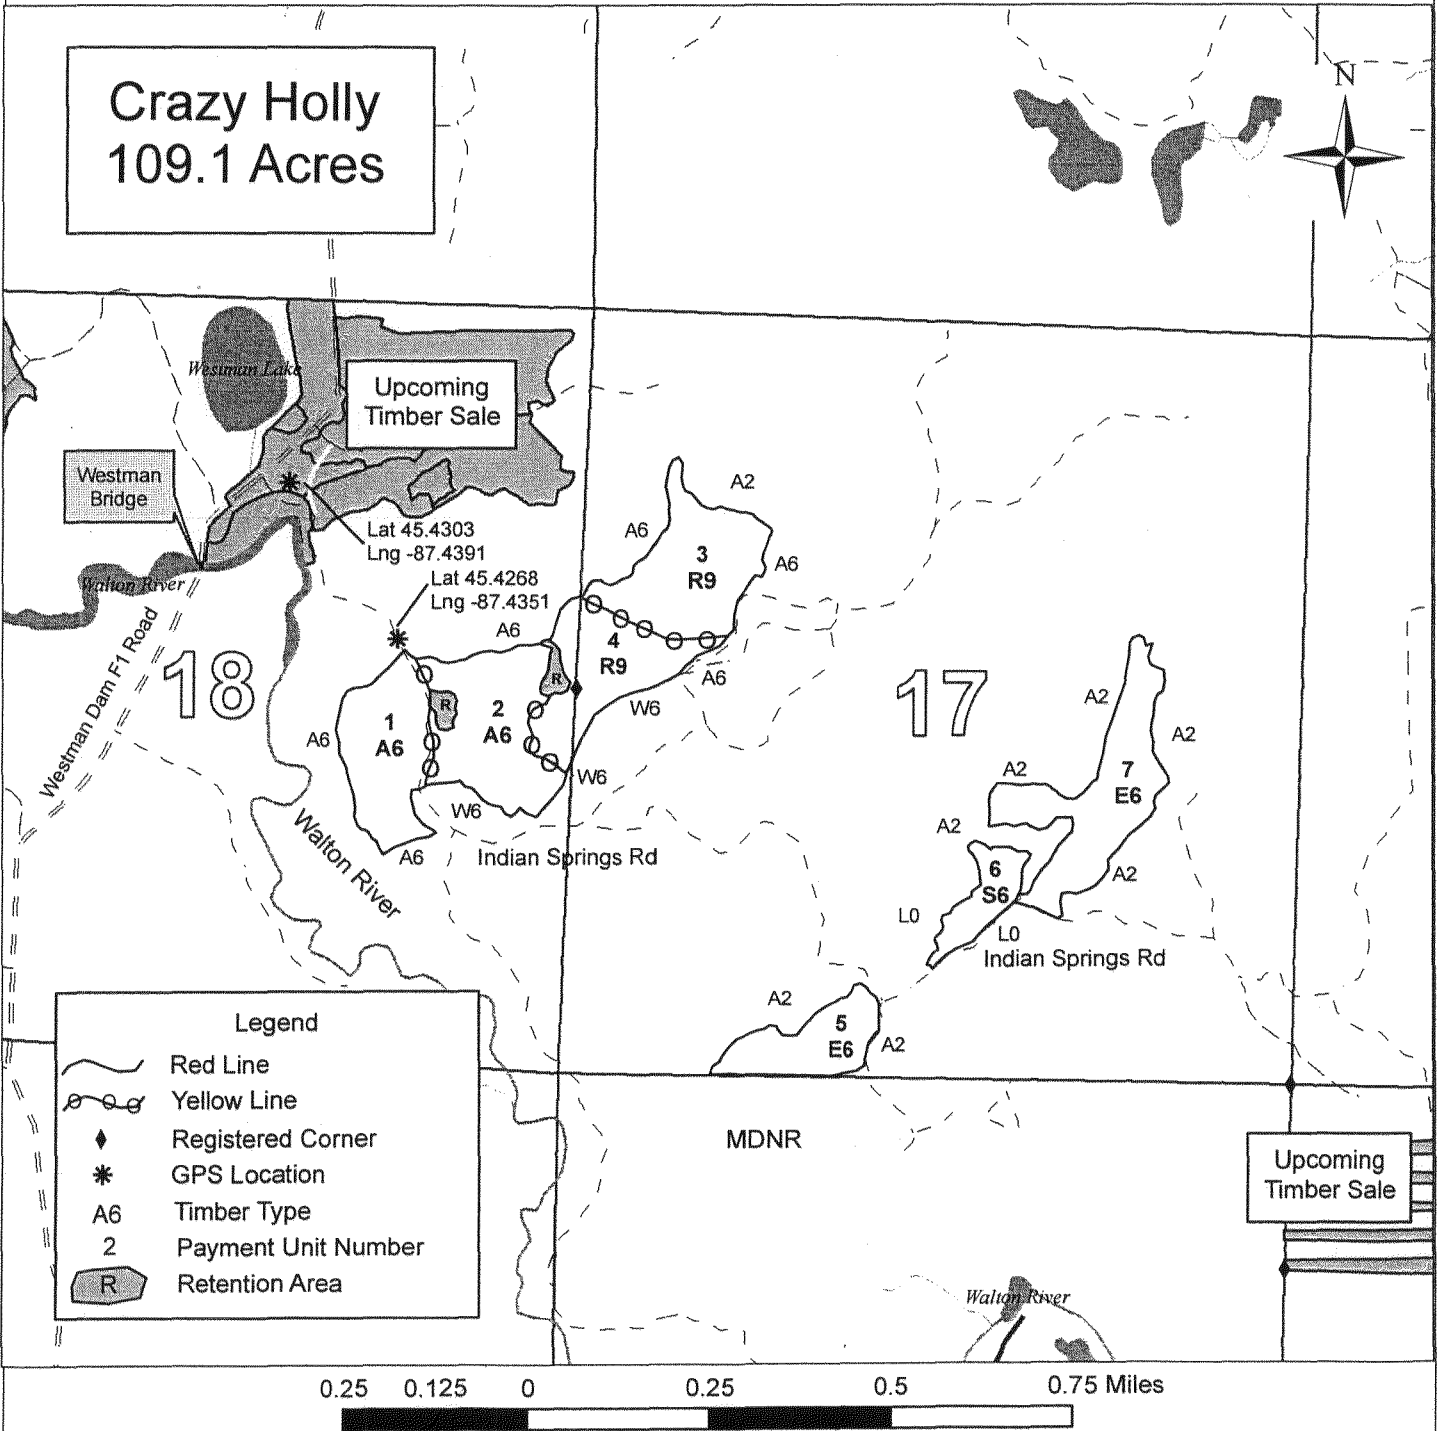 Crazy Holly
109.1 Acres
N
Westman Lake
Upcoming
Timber Sale
Westman
Bridge
Lat 45.4303
Lng -87.4391
Lat 45.4268
Lng -87.4351
Walton River
Westman Dam F1 Road
18
17
A2
A6
3
R9
A6
A6
4
R9
A6
W6
R
R
1
A6
2
A6
A6
W6
W6
A6
Indian Springs Rd
Walton River
A2
A2
7
E6
A2
A2
6
S6
A2
L0
L0
Indian Springs Rd
A2
5
E6
A2
MDNR
Upcoming
Timber Sale
Walton River
Legend
Red Line
Yellow Line
Registered Corner
GPS Location
A6 Timber Type
2 Payment Unit Number
R Retention Area
0.25 0.125 0 0.25 0.5 0.75 Miles